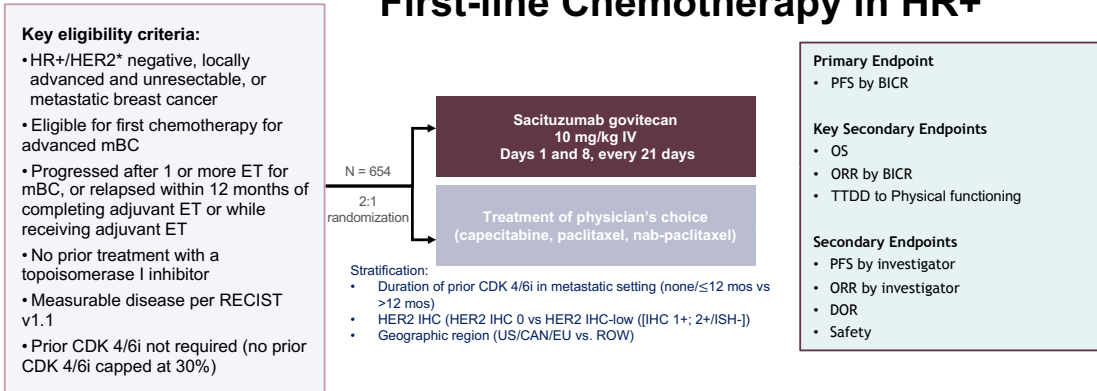 First-line Chemotherapy in HR+
Key eligibility criteria:
•HR+/HER2* negative, locally
advanced and unresectable, or
metastatic breast cancer
• Eligible for first chemotherapy for
advanced mBC
• Progressed after 1 or more ET for
mBC, or relapsed within 12 months of
completing adjuvant ET or while
receiving adjuvant ET
• No prior treatment with a
topoisomerase I inhibitor
• Measurable disease per RECIST
v1.1
• Prior CDK 4/6i not required (no prior
CDK 4/6i capped at 30%)
N = 654
2:1
randomization
Sacituzumab govitecan
10 mg/kg IV
Days 1 and 8, every 21 days
Treatment of physician's choice
(capecitabine, paclitaxel, nab-paclitaxel)
Stratification:
• Duration of prior CDK 4/6i in metastatic setting (none/≤12 mos vs
>12 mos)
• HER2 IHC (HER2 IHC 0 vs HER2 IHC-low ([IHC 1+; 2+/ISH-])
• Geographic region (US/CAN/EU vs. ROW)
Primary Endpoint
• PFS by BICR
Key Secondary Endpoints
• OS
• ORR by BICR
• TTDD to Physical functioning
Secondary Endpoints
• PFS by investigator
• ORR by investigator
• DOR
• Safety